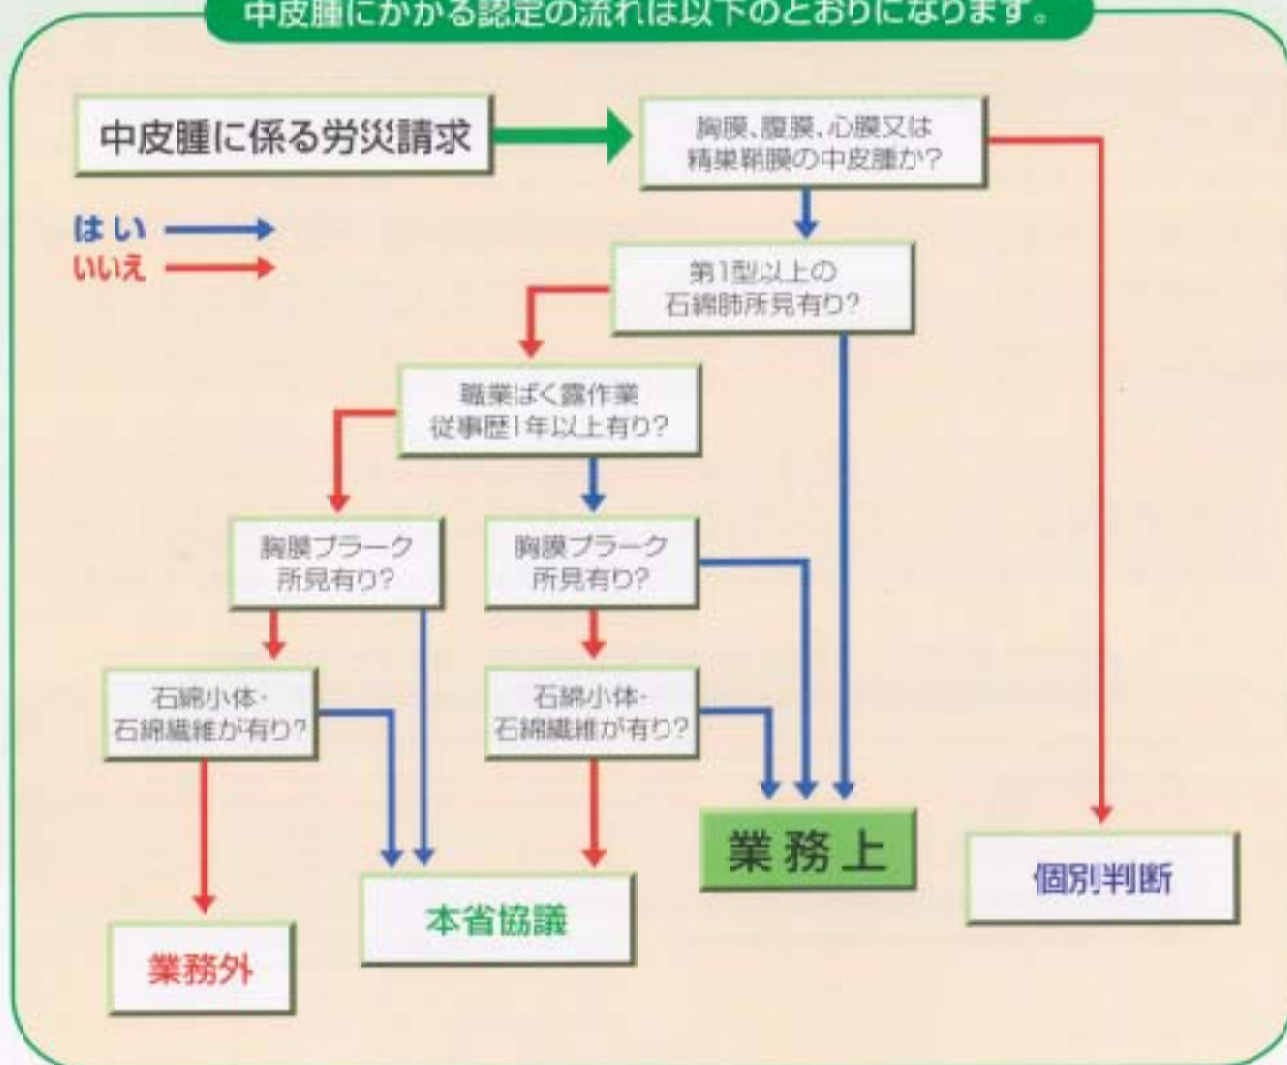 中皮腫にかかる認定の流れは以下のとおりになります。
中皮腫に係る労災請求
胸膜、腹膜、心膜又は
精巣鞘膜の中皮腫か?
はい
いいえ
第1型以上の
石綿肺所見有り?
職業ばく露作業
従事歴1年以上有り?
胸膜プラーク
所見有り?
胸膜プラーク
所見有り?
石綿小体・
石綿繊維が有り?
石綿小体・
石綿繊維が有り?
業務上
個別判断
本省協議
業務外